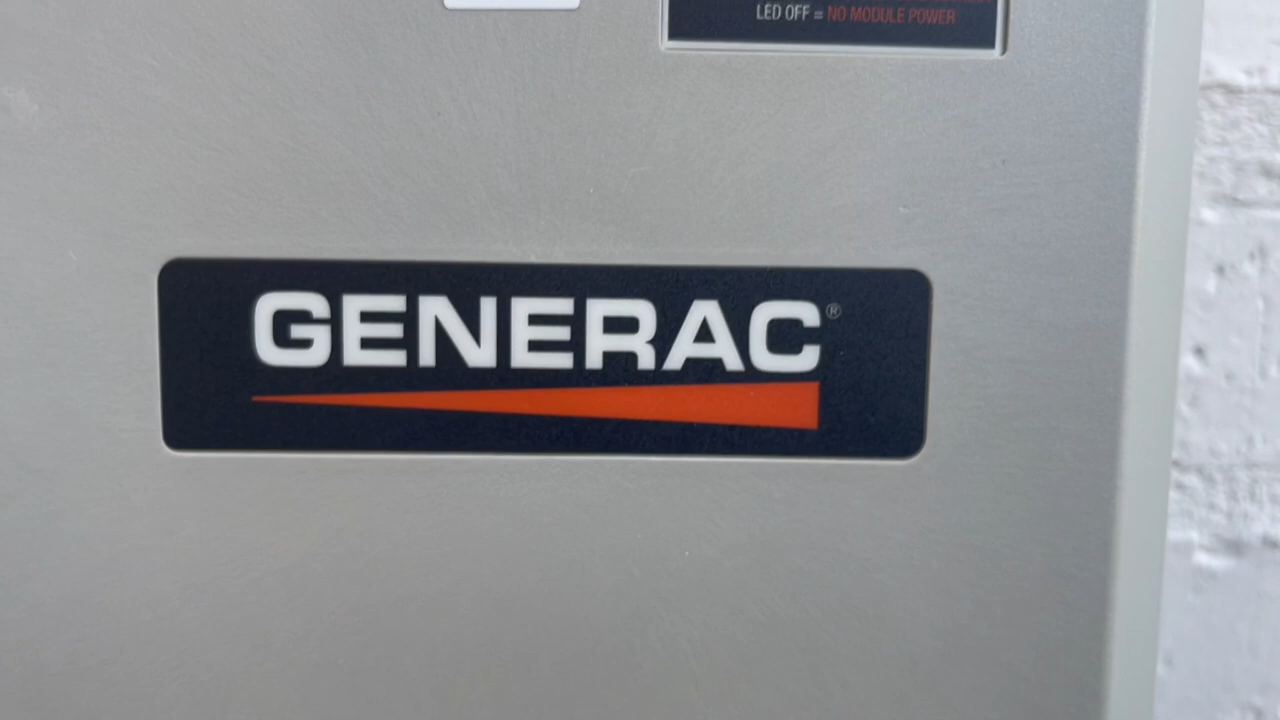 LED OFF = NO MODULE POWER
GENERAC®